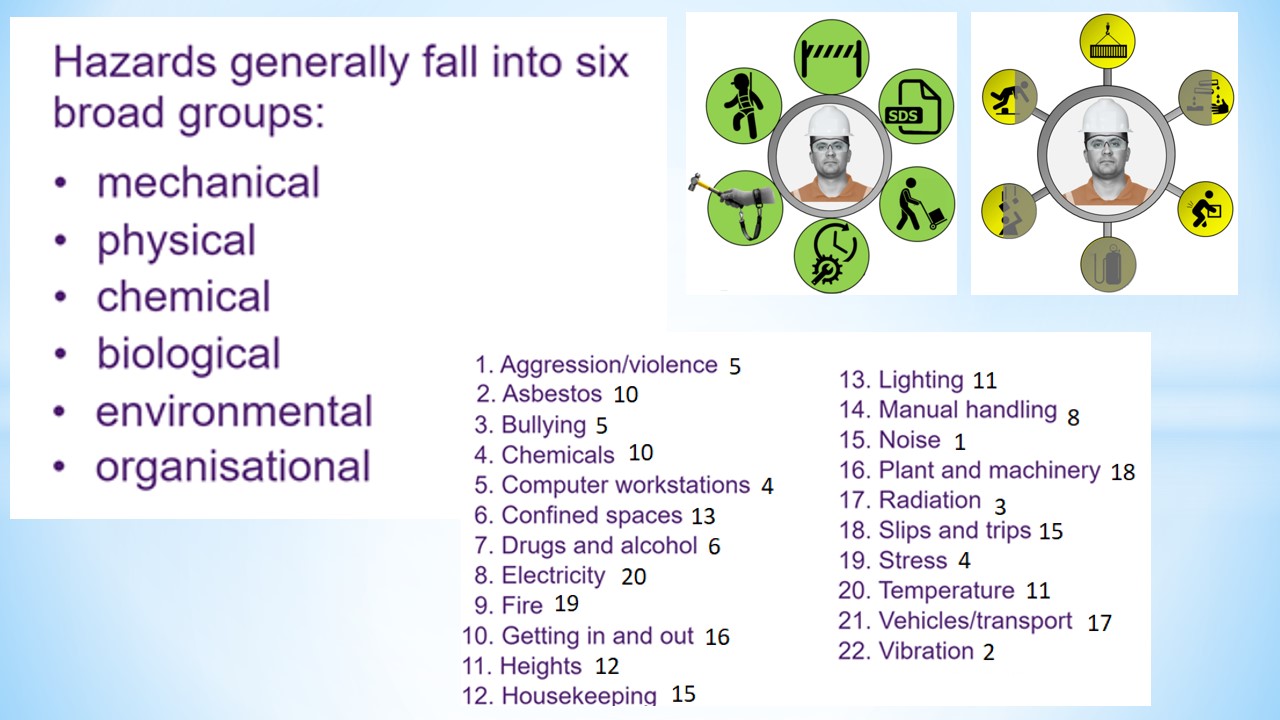 Hazards generally fall into six
broad groups:
• mechanical
• physical
• chemical
• biological
• environmental
• organisational
SDS
1. Aggression/violence 5
2. Asbestos 10
3. Bullying 5
4. Chemicals 10
5. Computer workstations 4
6. Confined spaces 13
7. Drugs and alcohol 6
8. Electricity 20
9. Fire 19
10. Getting in and out 16
11. Heights 12
12. Housekeeping 15
13. Lighting 11
14. Manual handling 8
15. Noise 1
16. Plant and machinery 18
17. Radiation 3
18. Slips and trips 15
19. Stress 4
20. Temperature 11
21. Vehicles/transport 17
22. Vibration 2